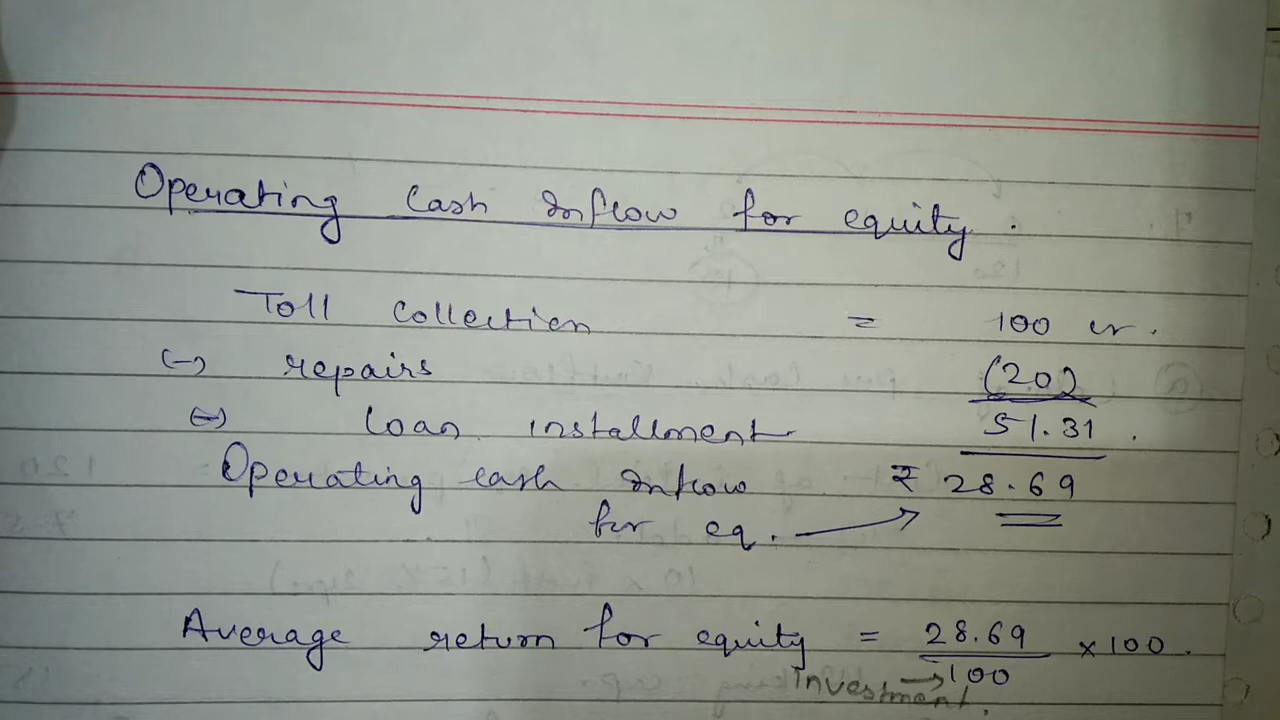 Operating Cash Inflow for equity.
Toll Collection = 100 cr.
(-) repairs (20)
(-) Loan installment 51.31.
Operating cash Inflow ₹ 28.69
for eq. →
Average return for equity = 28.69 / 100 × 100.
Investment. →